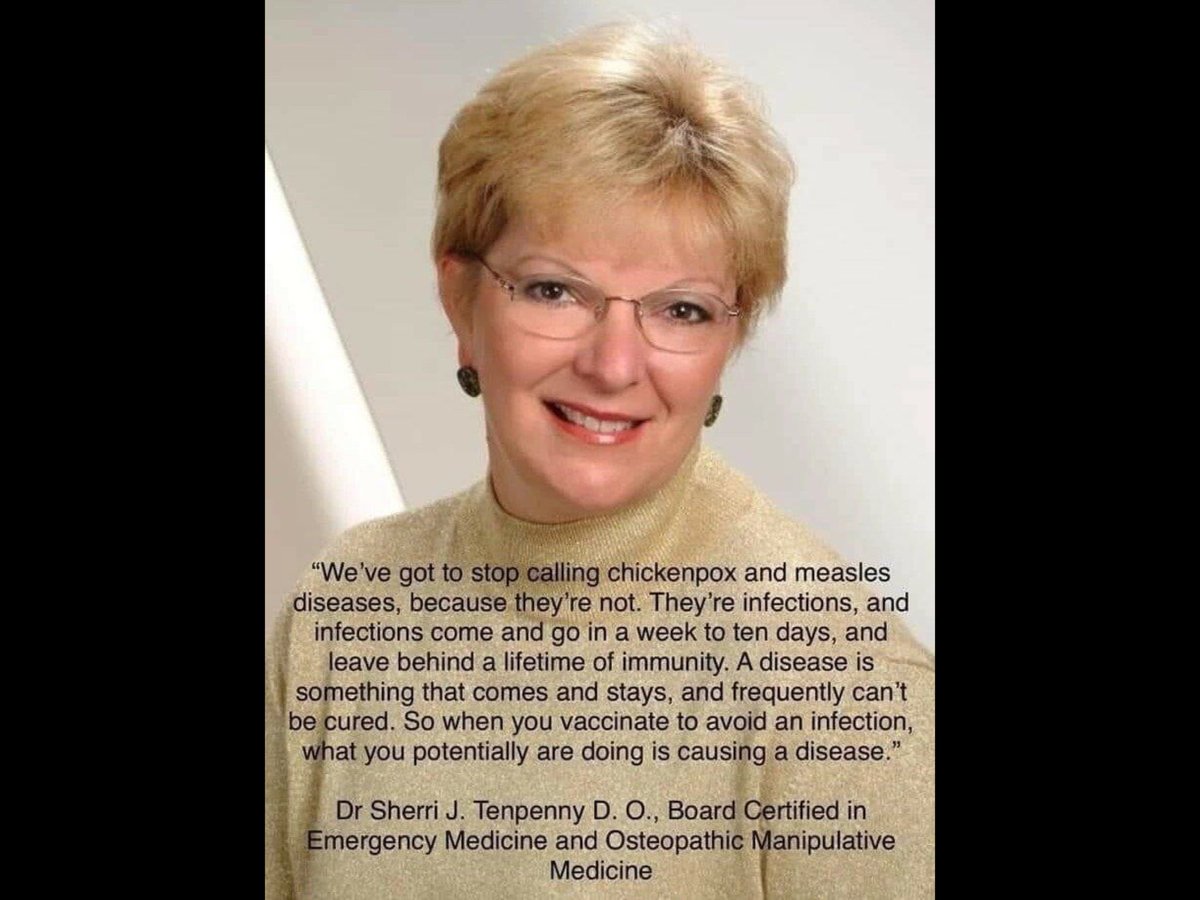 “We’ve got to stop calling chickenpox and measles
diseases, because they’re not. They’re infections, and
infections come and go in a week to ten days, and
leave behind a lifetime of immunity. A disease is
something that comes and stays, and frequently can’t
be cured. So when you vaccinate to avoid an infection,
what you potentially are doing is causing a disease.”
Dr Sherri J. Tenpenny D. O., Board Certified in
Emergency Medicine and Osteopathic Manipulative
Medicine